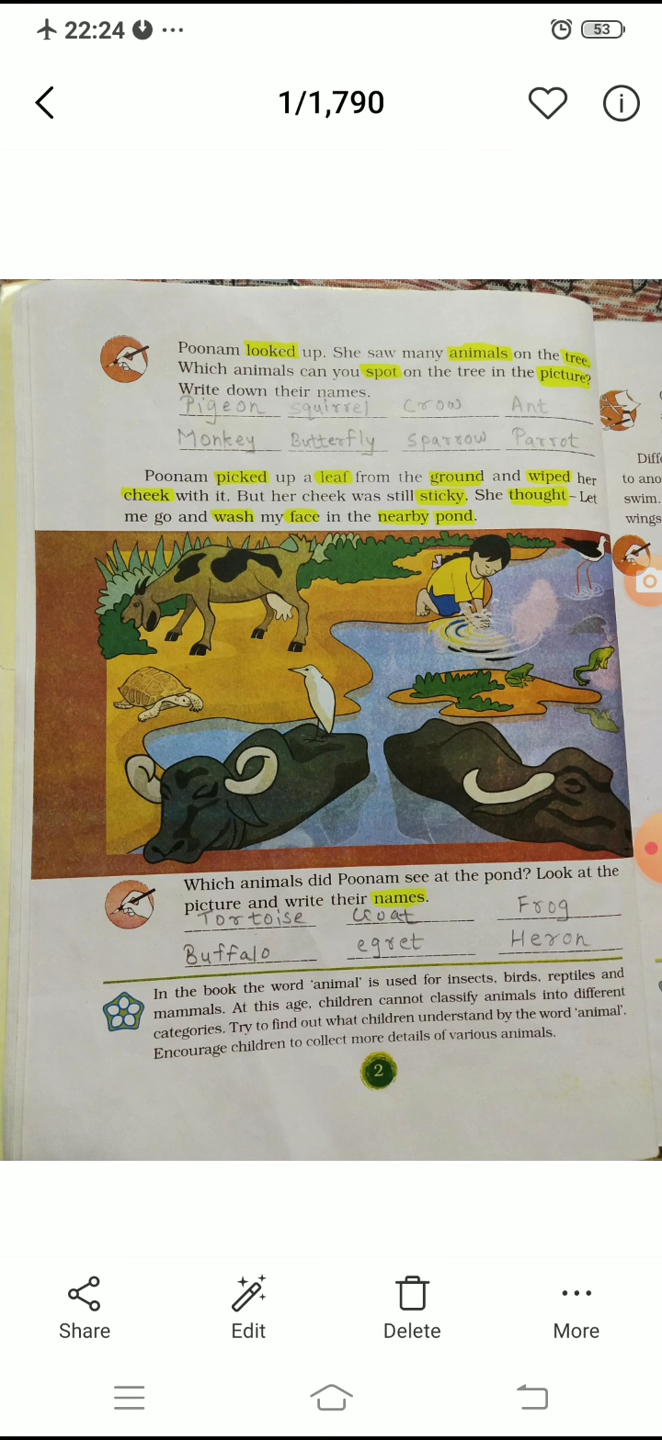 22:24
53
1/1,790
Poonam looked up. She saw many animals on the tree.
Which animals can you spot on the tree in the picture?
Write down their names.
Pigeon squirrel Crow Ant
Monkey Butterfly sparrow Parrot
Poonam picked up a leaf from the ground and wiped her
cheek with it. But her cheek was still sticky. She thought – Let
me go and wash my face in the nearby pond.
Diffe
to ano
swim.
wings
Which animals did Poonam see at the pond? Look at the
picture and write their names.
Tortoise Goat Frog
Buffalo egret Heron
In the book the word 'animal' is used for insects, birds, reptiles and
mammals. At this age, children cannot classify animals into different
categories. Try to find out what children understand by the word 'animal'.
Encourage children to collect more details of various animals.
2
Share Edit Delete More